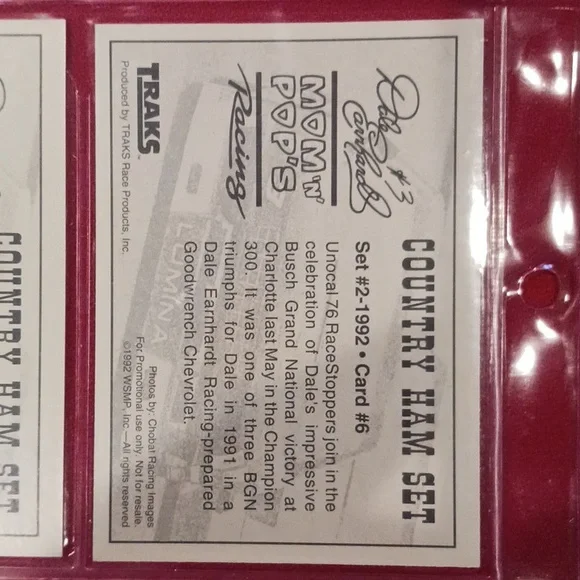 COUNTRY HAM SET
Dale Earnhardt #3
MOM 'N'
POP'S
Racing
TRAKS™
Produced by TRAKS Race Products, Inc.
Set #2-1992 • Card #6
Unocal 76 RaceStoppers join in the
celebration of Dale's impressive
Busch Grand National victory at
Charlotte last May in the Champion
300. It was one of three BGN
triumphs for Dale in 1991 in a
Dale Earnhardt Racing-prepared
Goodwrench Chevrolet.
Photos by: Chobat Racing Images
For Promotional use only. Not for resale.
©1992 WSMP, Inc.—All rights reserved
LUMINA
COUNTRY HAM SET